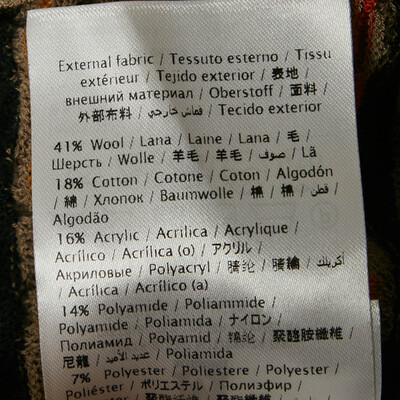 External fabric / Tessuto esterno / Tissu
extérieur / Tejido exterior / 表地 /
внешний материал / Oberstoff / 面料 /
外部布料 / قماش خارجي / Tecido exterior
41% Wool / Lana / Laine / Lana / 毛 /
Шерсть / Wolle / 羊毛 / 羊毛 / صوف / Lã
18% Cotton / Cotone / Coton / Algodón
/ 綿 / Хлопок / Baumwolle / 棉 / 棉 / قطن /
Algodão
16% Acrylic / Acrilica / Acrylique /
Acrílico / Acrílica (o) / アクリル /
Акриловые / Polyacryl / 腈纶 / 腈綸 / أكريلك
/ Acrílica / Acrílico (a)
14% Polyamide / Poliammide /
Polyamide / Poliamida / ナイロン /
Полиамид / Polyamid / 锦纶 / 聚醯胺纖維 /
尼龍 / عديد الأميد / Poliamida
7% Polyester / Poliestere / Polyester /
Poliéster / ポリエステル / Полиэфир /